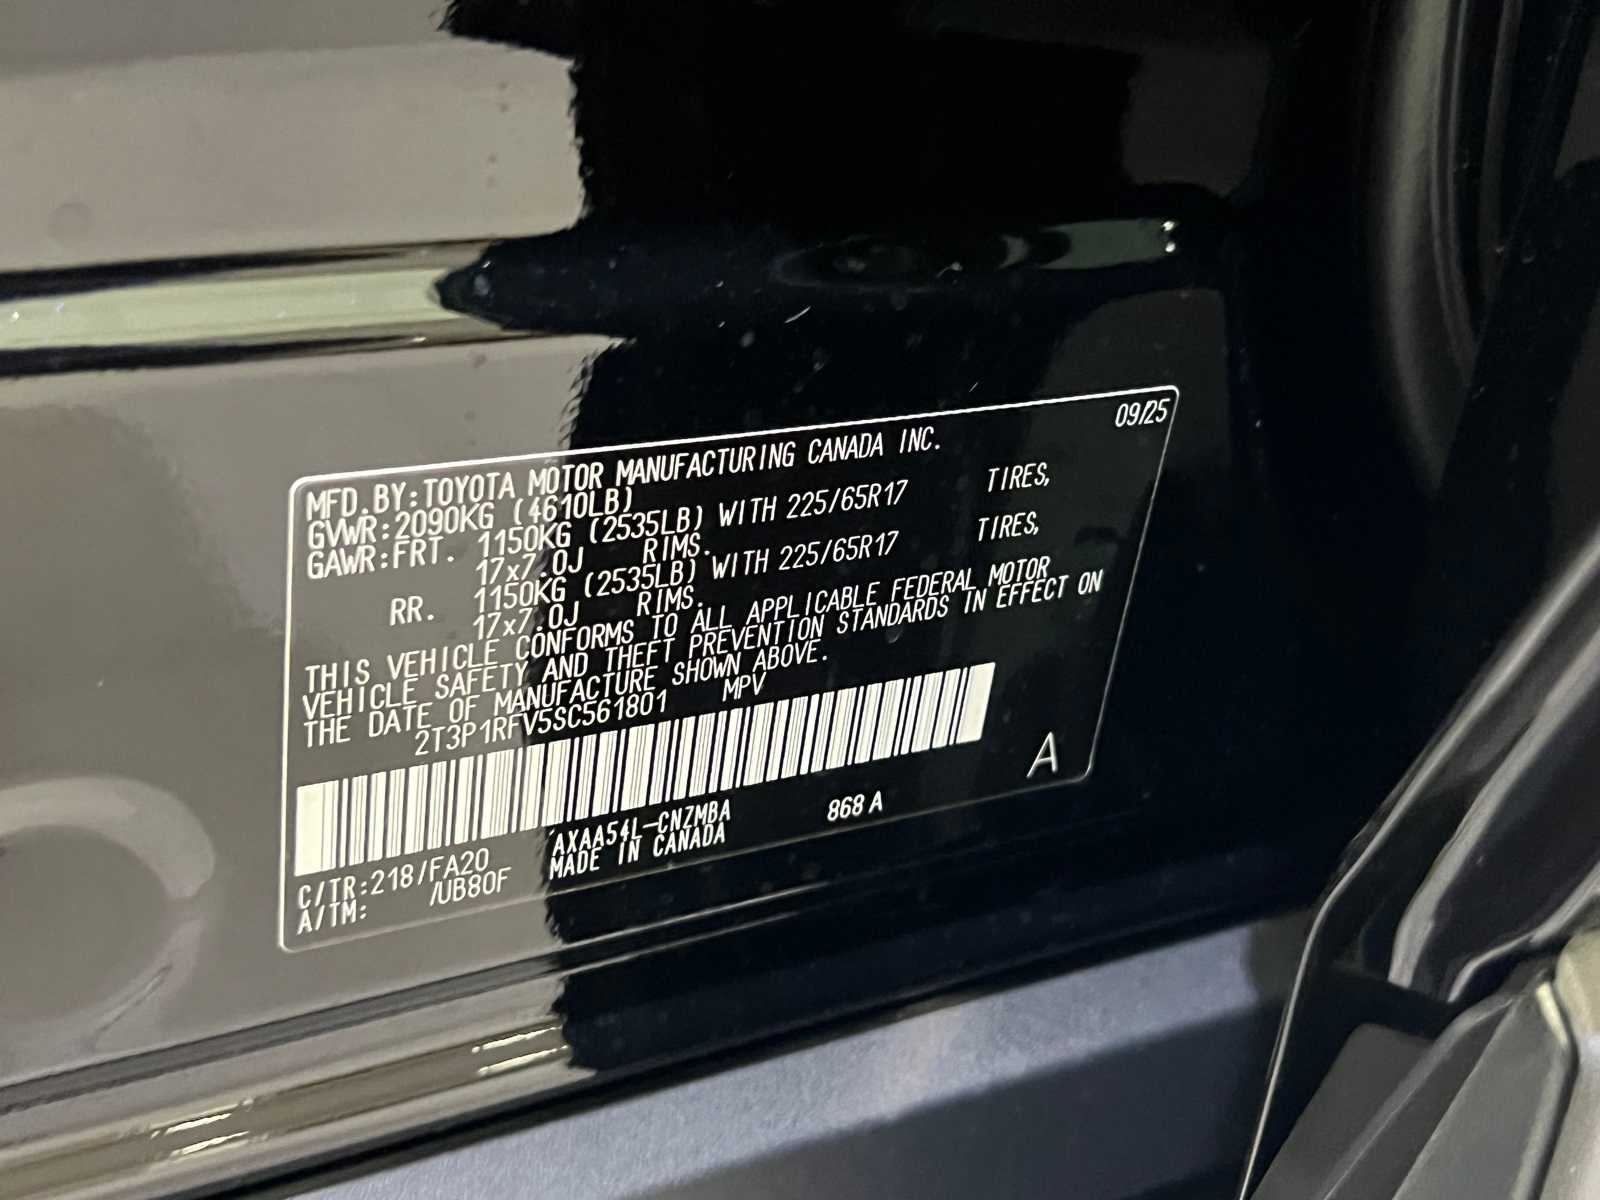 09/25
MFD.BY:TOYOTA MOTOR MANUFACTURING CANADA INC.
GVWR:2090KG (4610LB)
GAWR:FRT. 1150KG (2535LB) WITH 225/65R17 TIRES,
17x7.0J RIMS.
RR. 1150KG (2535LB) WITH 225/65R17 TIRES,
17x7.0J RIMS.
THIS VEHICLE CONFORMS TO ALL APPLICABLE FEDERAL MOTOR
VEHICLE SAFETY AND THEFT PREVENTION STANDARDS IN EFFECT ON
THE DATE OF MANUFACTURE SHOWN ABOVE.
2T3P1RFV5SC561801 MPV
A
C/TR:218/FA20 AXAA54L-CNZMBA 868 A
A/TM: /UB80F MADE IN CANADA